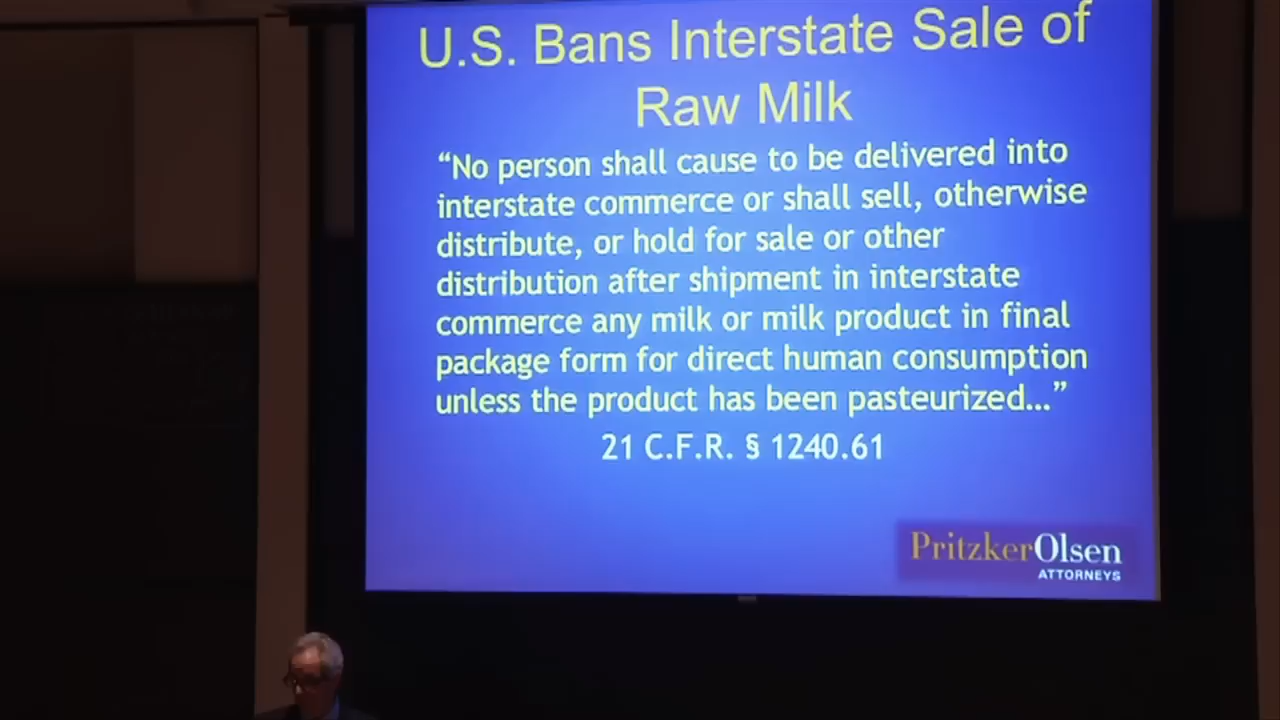 U.S. Bans Interstate Sale of
Raw Milk
“No person shall cause to be delivered into
interstate commerce or shall sell, otherwise
distribute, or hold for sale or other
distribution after shipment in interstate
commerce any milk or milk product in final
package form for direct human consumption
unless the product has been pasteurized…”
21 C.F.R. § 1240.61
PritzkerOlsen
ATTORNEYS